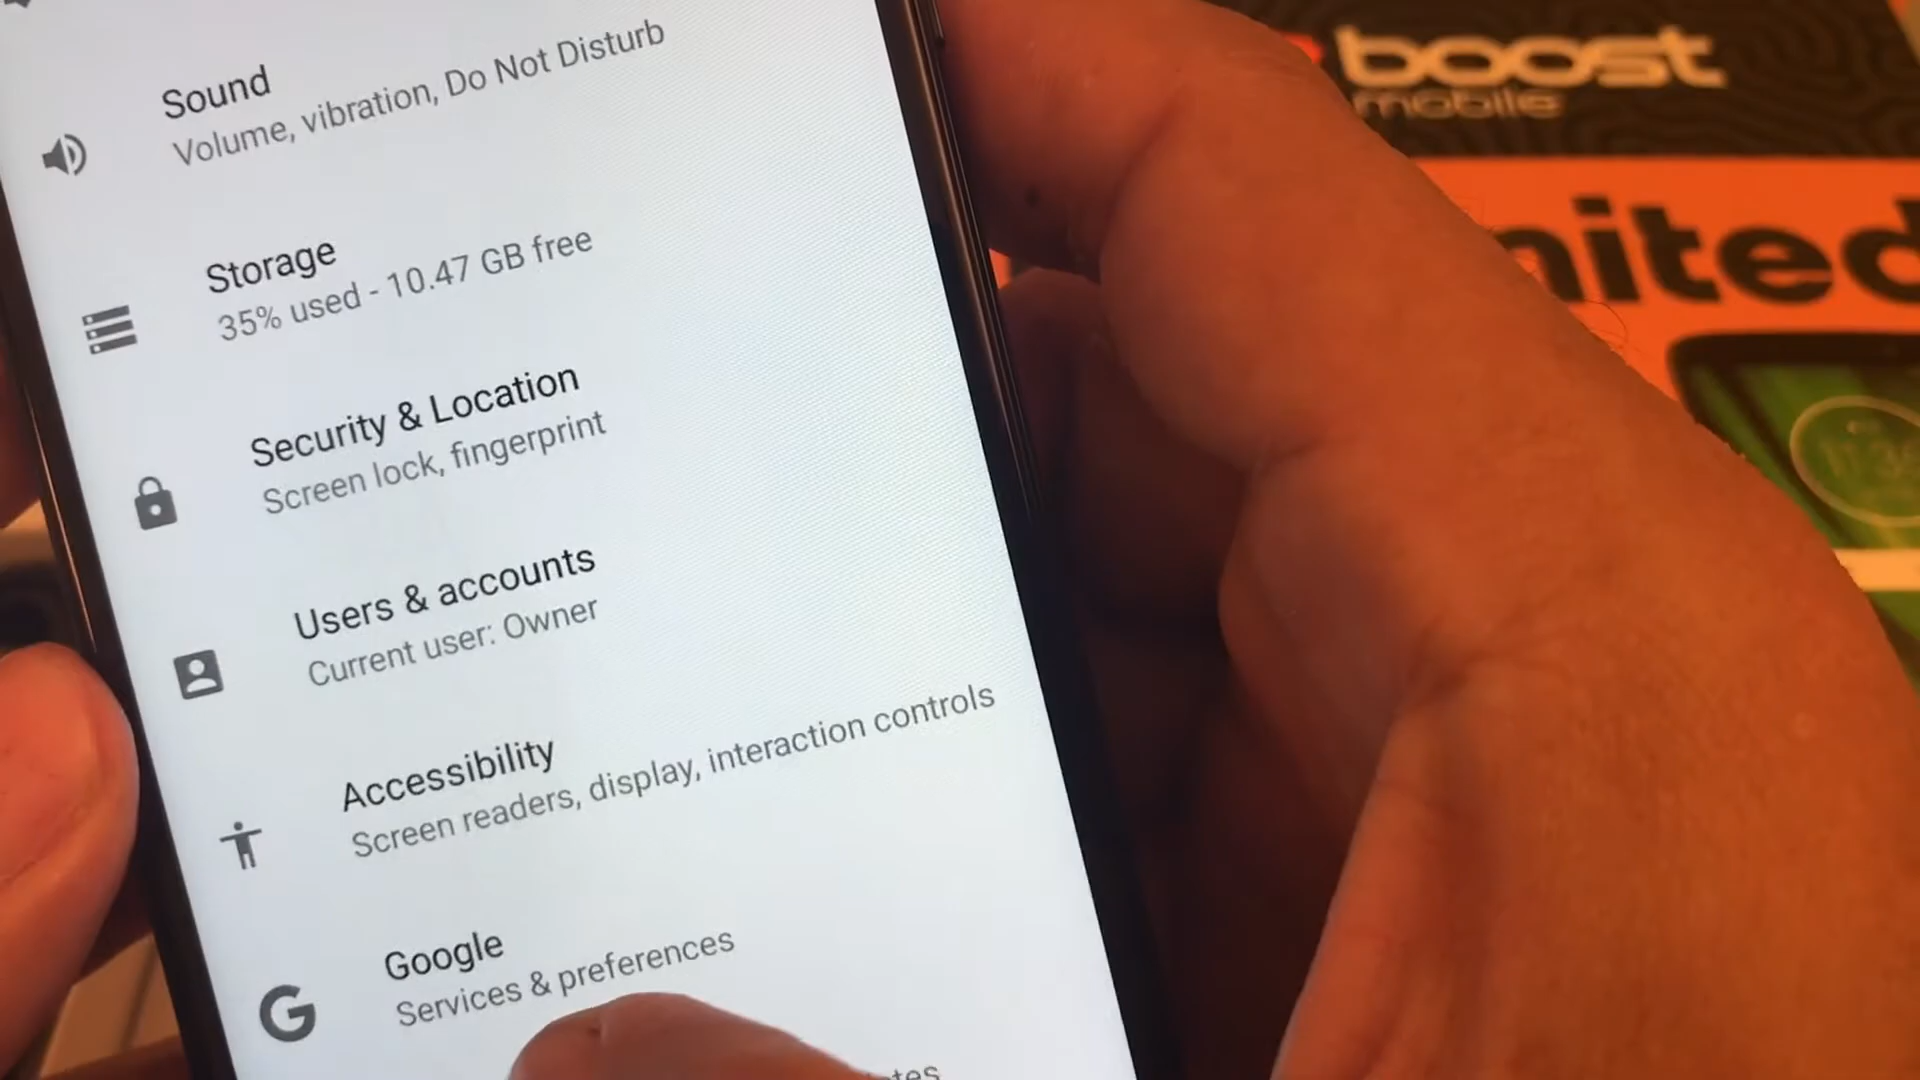 Sound
Volume, vibration, Do Not Disturb
Storage
35% used - 10.47 GB free
Security & Location
Screen lock, fingerprint
Users & accounts
Current user: Owner
Accessibility
Screen readers, display, interaction controls
Google
Services & preferences
boost
mobile